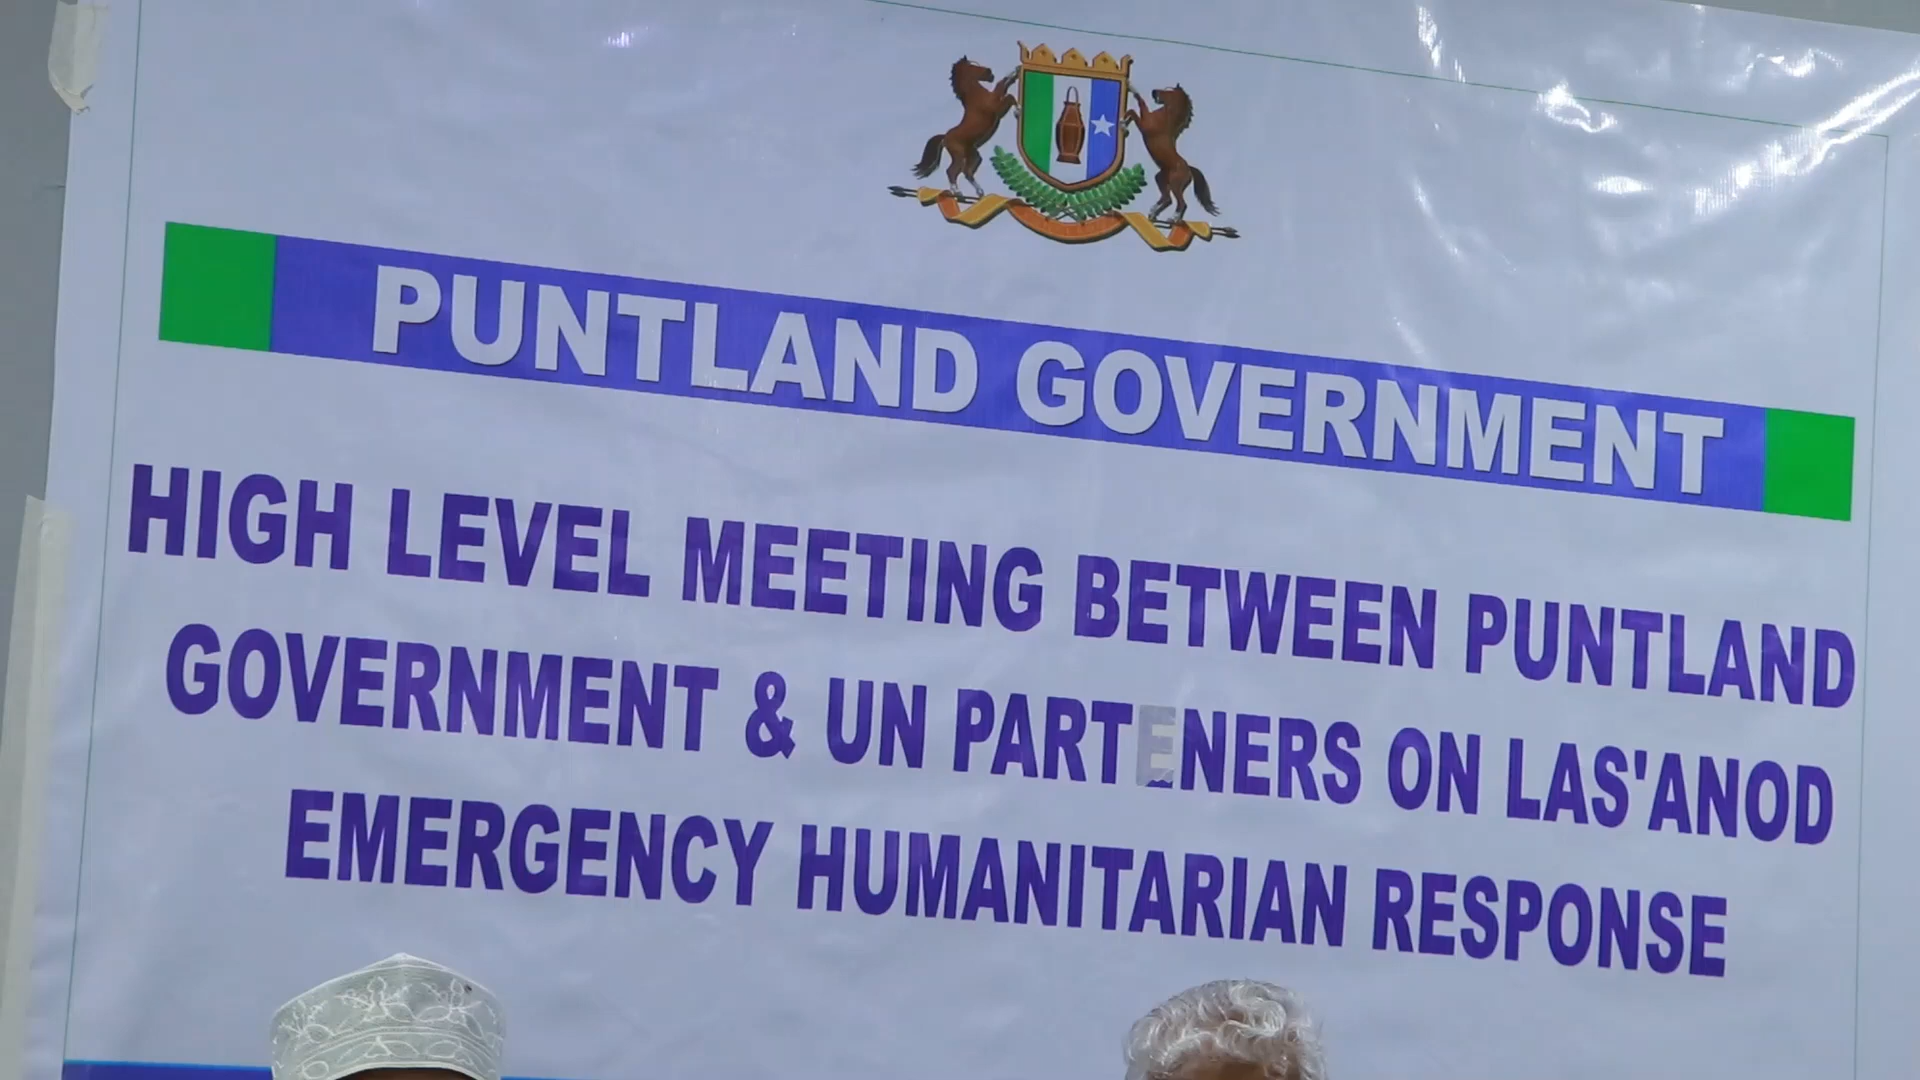 PUNTLAND GOVERNMENT
HIGH LEVEL MEETING BETWEEN PUNTLAND
GOVERNMENT & UN PARTENERS ON LAS'ANOD
EMERGENCY HUMANITARIAN RESPONSE